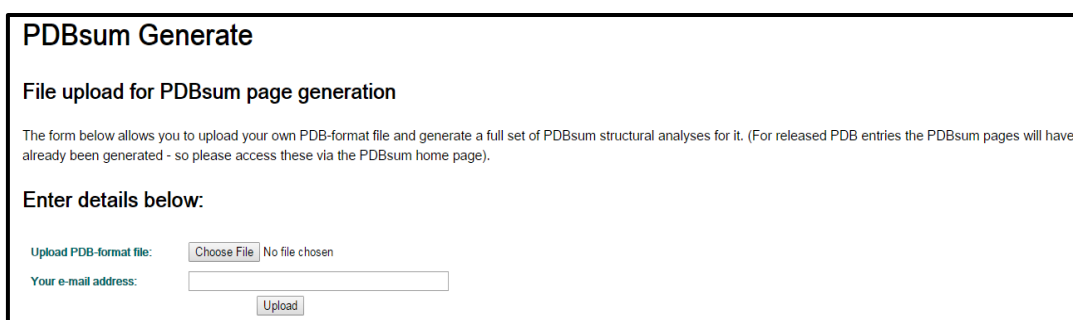 PDBsum Generate
File upload for PDBsum page generation
The form below allows you to upload your own PDB-format file and generate a full set of PDBsum structural analyses for it. (For released PDB entries the PDBsum pages will have
already been generated - so please access these via the PDBsum home page).
Enter details below:
Upload PDB-format file: Choose File No file chosen
Your e-mail address:
Upload